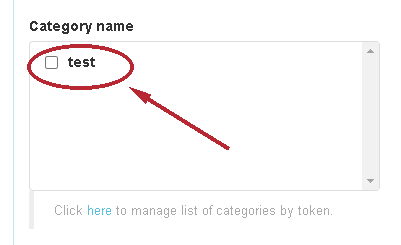 Category name
test
Click here to manage list of categories by token.